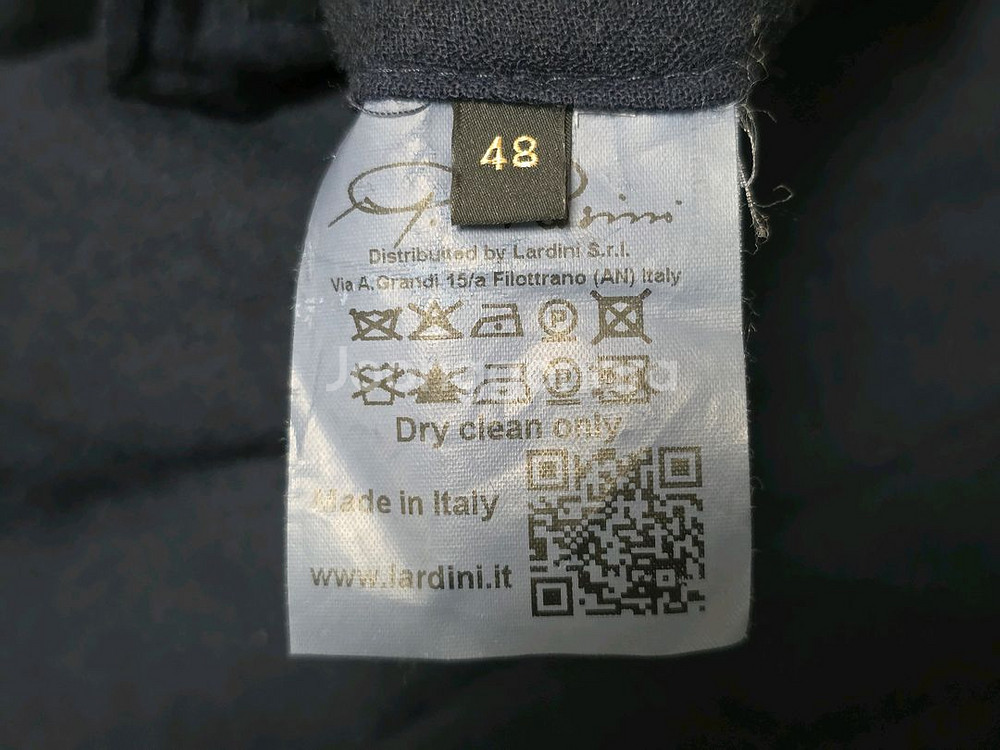 48
Distributed by Lardini S.r.l.
Via A.Grandi 15/a Filottrano (AN) Italy
P
P
Dry clean only
Made in Italy
www.lardini.it